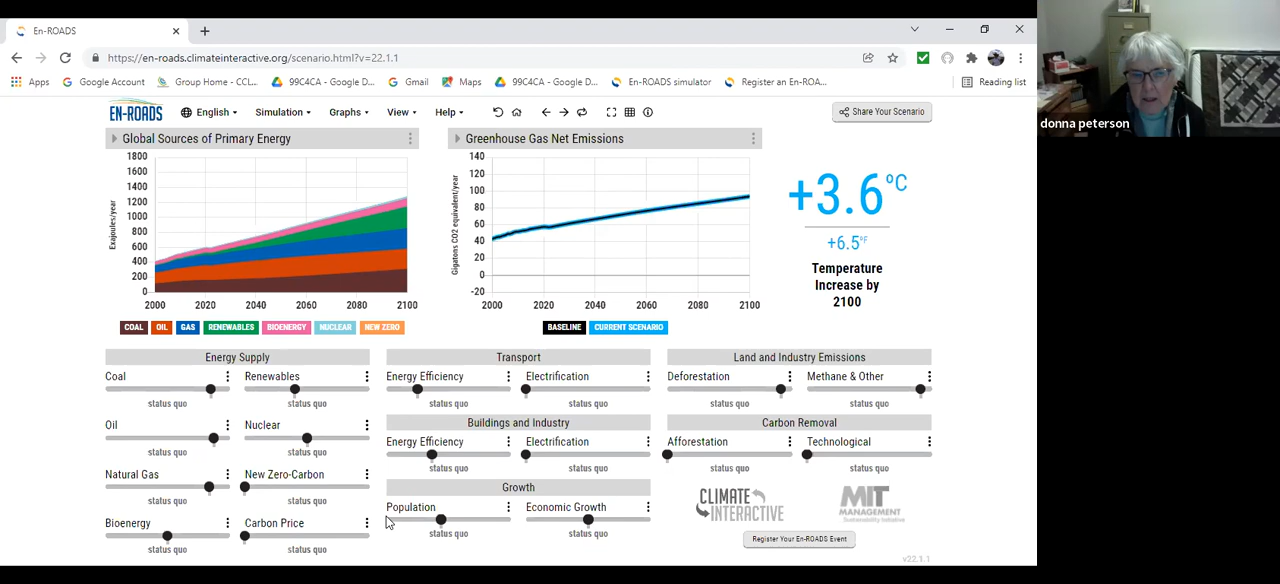 En-ROADS
https://en-roads.climateinteractive.org/scenario.html?v=22.1.1
Apps Google Account Group Home - CCL... 99C4CA - Google D... Gmail Maps 99C4CA - Google D... En-ROADS simulator Register an En-ROA... Reading list
donna peterson
EN-ROADS English Simulation Graphs View Help Share Your Scenario
Global Sources of Primary Energy
Exajoules/year
1800
1600
1400
1200
1000
800
600
400
200
0
2000 2020 2040 2060 2080 2100
COAL OIL GAS RENEWABLES BIOENERGY NUCLEAR NEW ZERO
Greenhouse Gas Net Emissions
Gigatons CO2 equivalent/year
140
120
100
80
60
40
20
0
-20
2000 2020 2040 2060 2080 2100
BASELINE CURRENT SCENARIO
+3.6 °C
+6.5°F
Temperature
Increase by
2100
Energy Supply
Coal Renewables
status quo status quo
Oil Nuclear
status quo status quo
Natural Gas New Zero-Carbon
status quo status quo
Bioenergy Carbon Price
status quo status quo
Transport
Energy Efficiency Electrification
status quo status quo
Buildings and Industry
Energy Efficiency Electrification
status quo status quo
Growth
Population Economic Growth
status quo status quo
Land and Industry Emissions
Deforestation Methane & Other
status quo status quo
Carbon Removal
Afforestation Technological
status quo status quo
CLIMATE
INTERACTIVE
MIT
MANAGEMENT
Sustainability Initiative
Register Your En-ROADS Event
v22.1.1